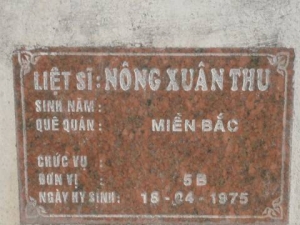 LIỆT SĨ: NÔNG XUÂN THU
SINH NĂM :
QUÊ QUÁN : MIỀN BẮC
CHỨC VỤ :
ĐƠN VỊ : 5B
NGÀY HY SINH: 18-04-1975